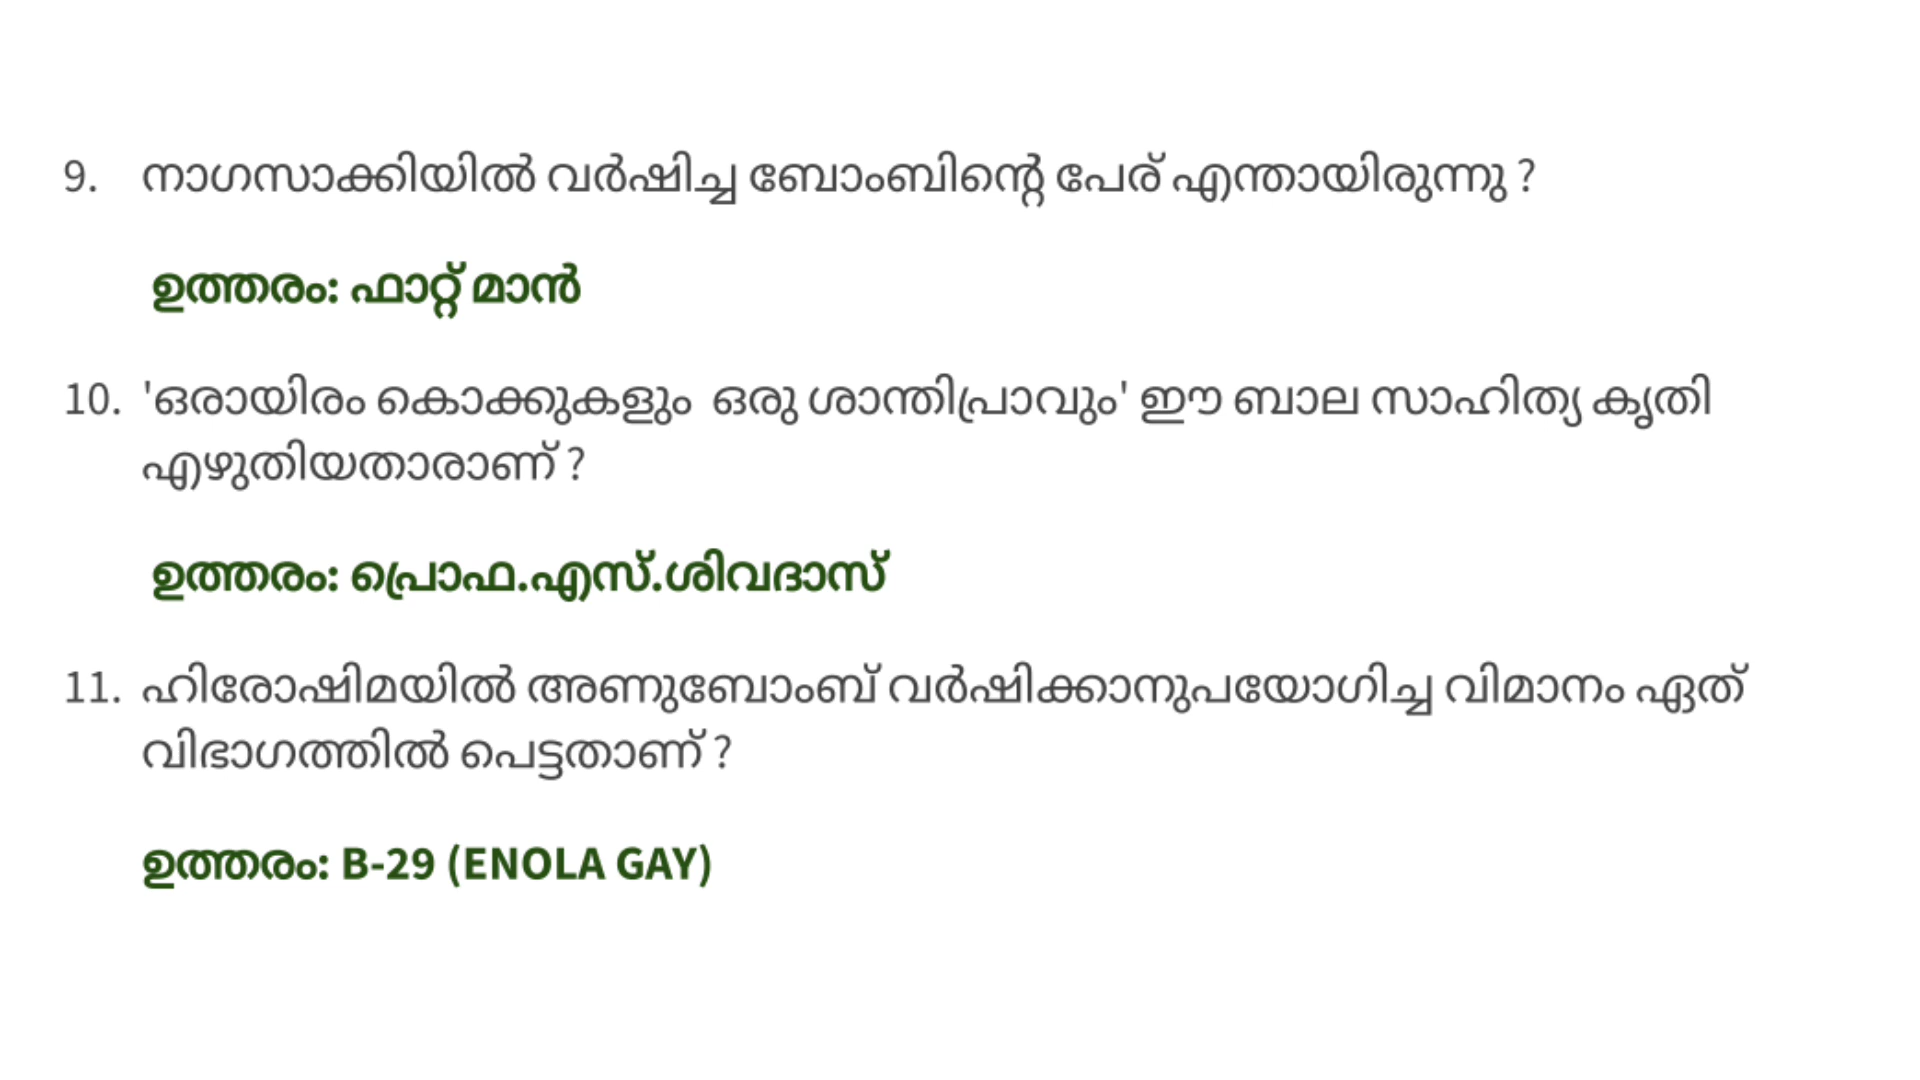 9. നാഗസാക്കിയിൽ വർഷിച്ച ബോംബിന്റെ പേര് എന്തായിരുന്നു ?
ഉത്തരം: ഫാറ്റ് മാൻ
10. 'ഒരായിരം കൊക്കുകളും ഒരു ശാന്തിപ്രാവും' ഈ ബാല സാഹിത്യ കൃതി
എഴുതിയതാരാണ് ?
ഉത്തരം: പ്രൊഫ.എസ്.ശിവദാസ്
11. ഹിരോഷിമയിൽ അണുബോംബ് വർഷിക്കാനുപയോഗിച്ച വിമാനം ഏത്
വിഭാഗത്തിൽ പെട്ടതാണ് ?
ഉത്തരം: B-29 (ENOLA GAY)